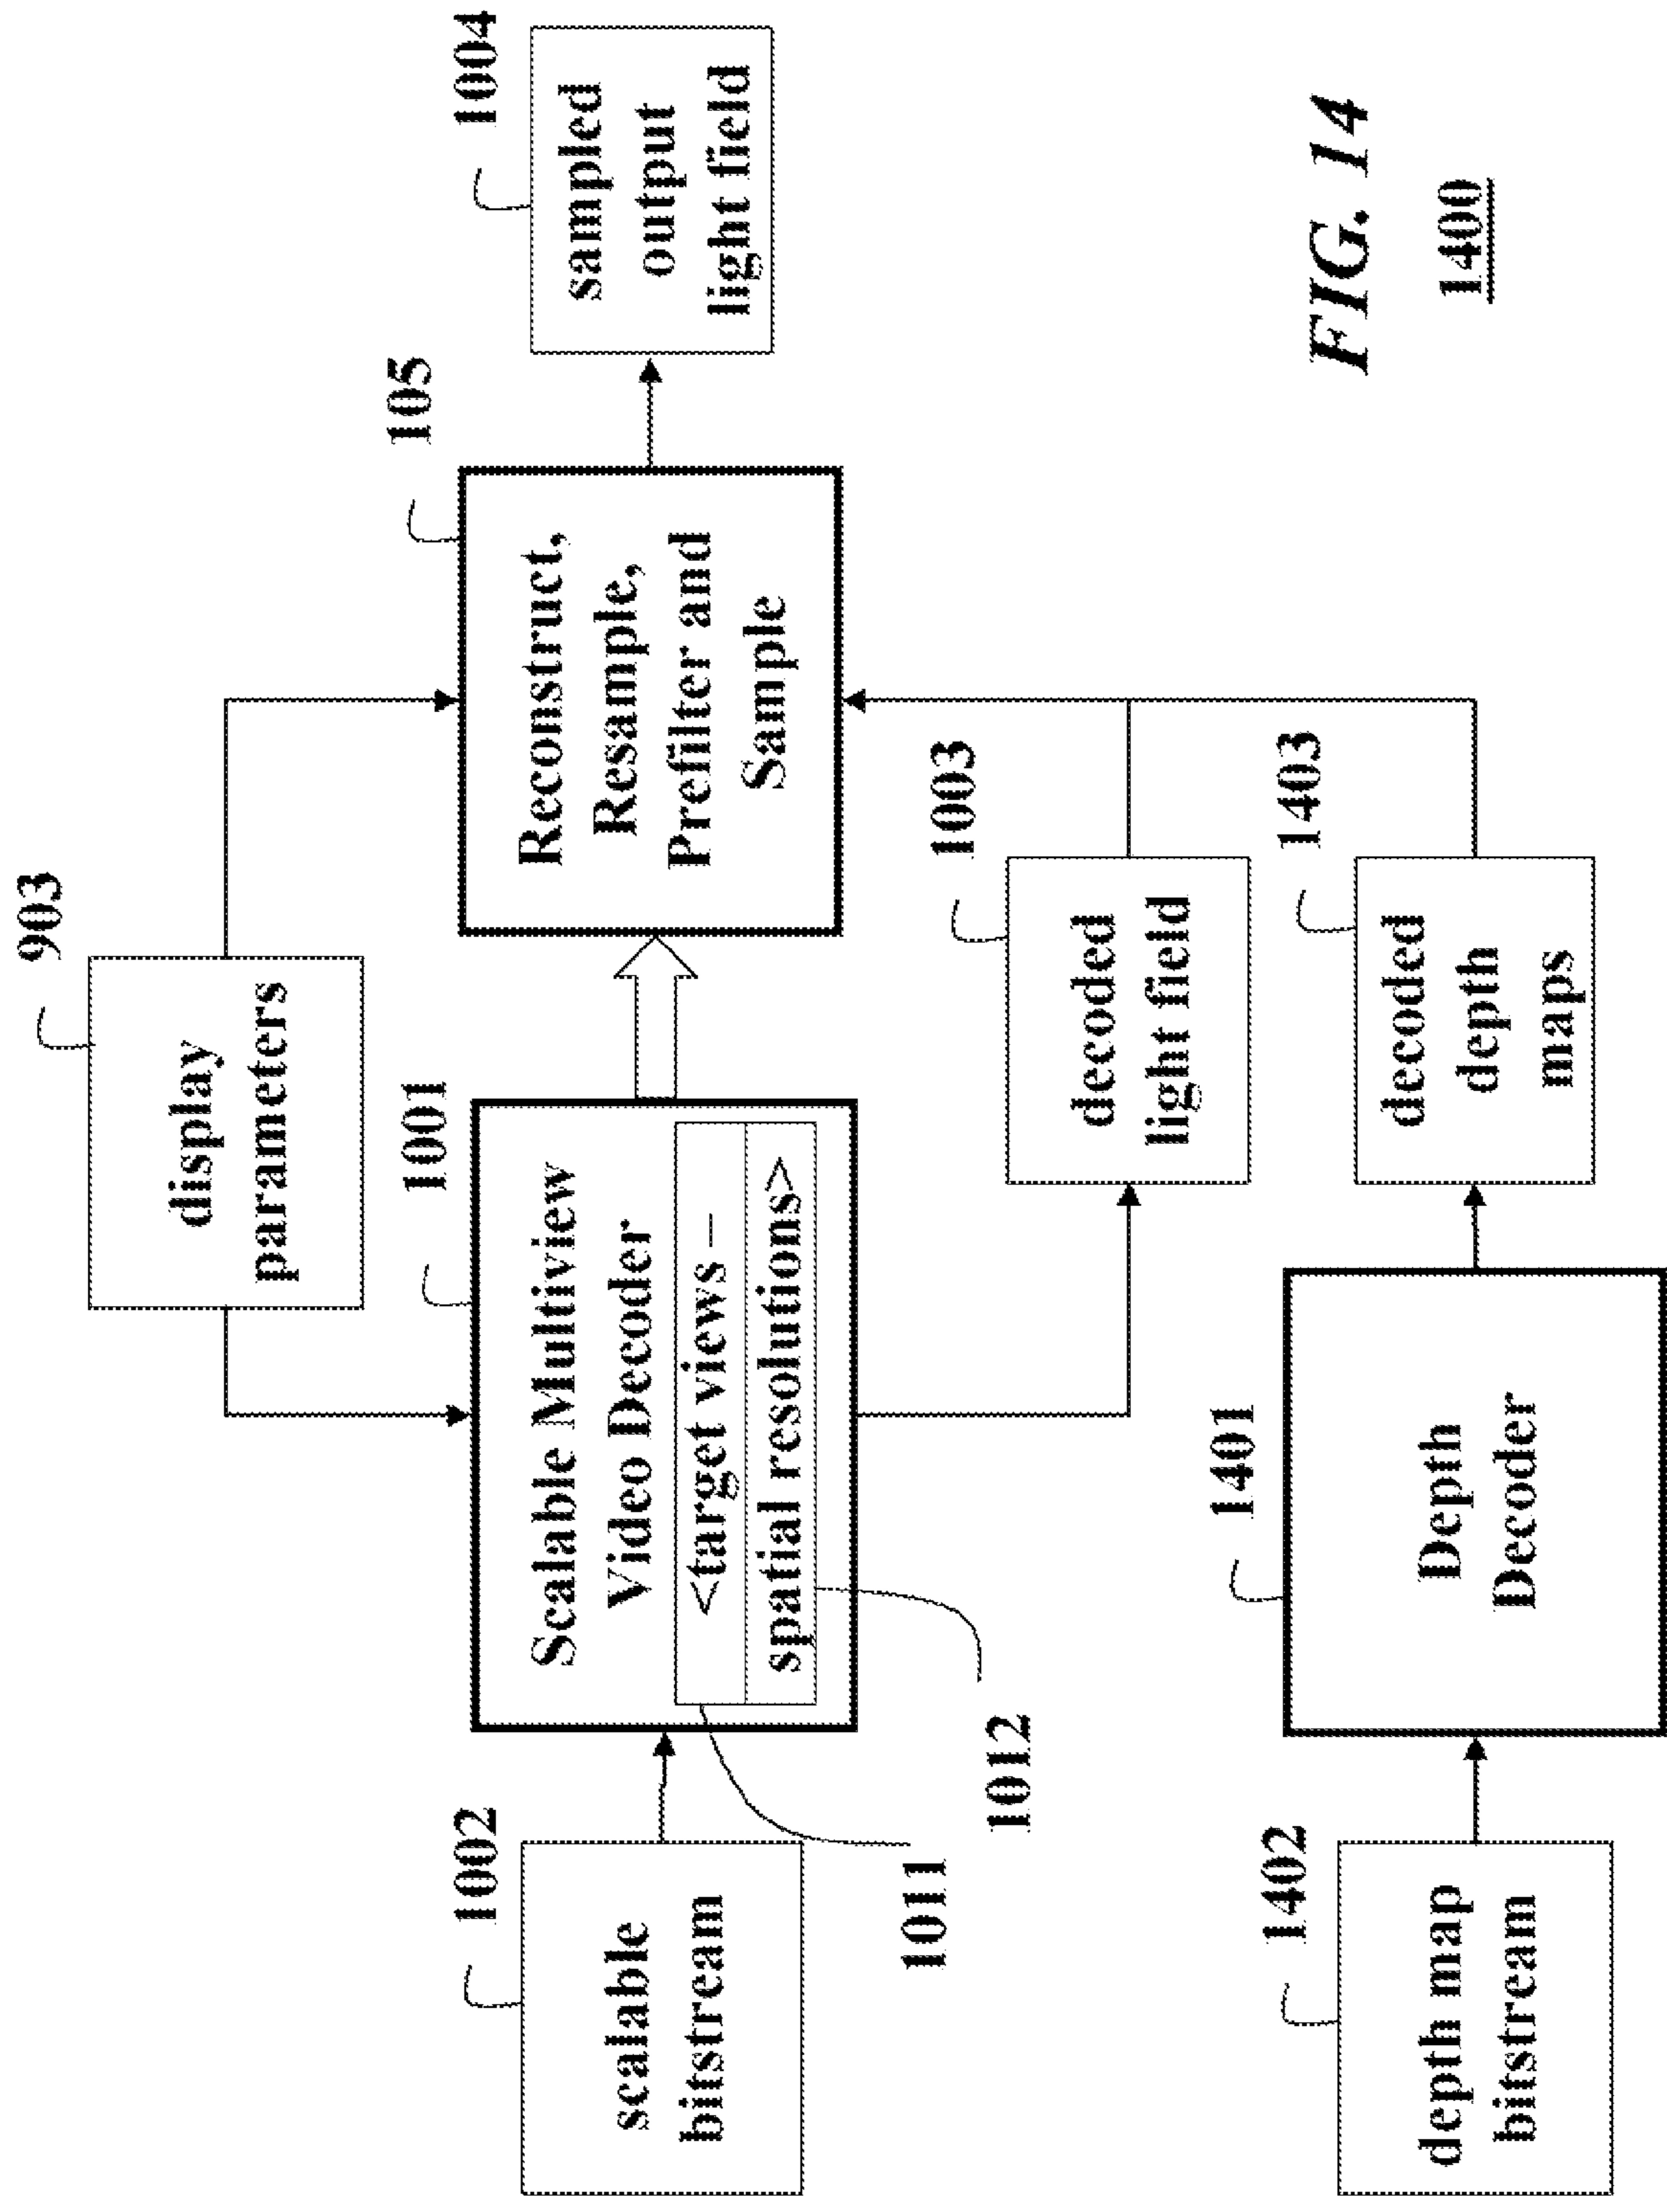 903
display
parameters
1002
scalable
bitstream
1001
Scalable Multiview
Video Decoder
<target views –
spatial resolutions>
1011
1012
105
Reconstruct,
Resample,
Prefilter and
Sample
1004
sampled
output
light field
1003
decoded
light field
1402
depth map
bitstream
1401
Depth
Decoder
1403
decoded
depth
maps
FIG. 14
1400